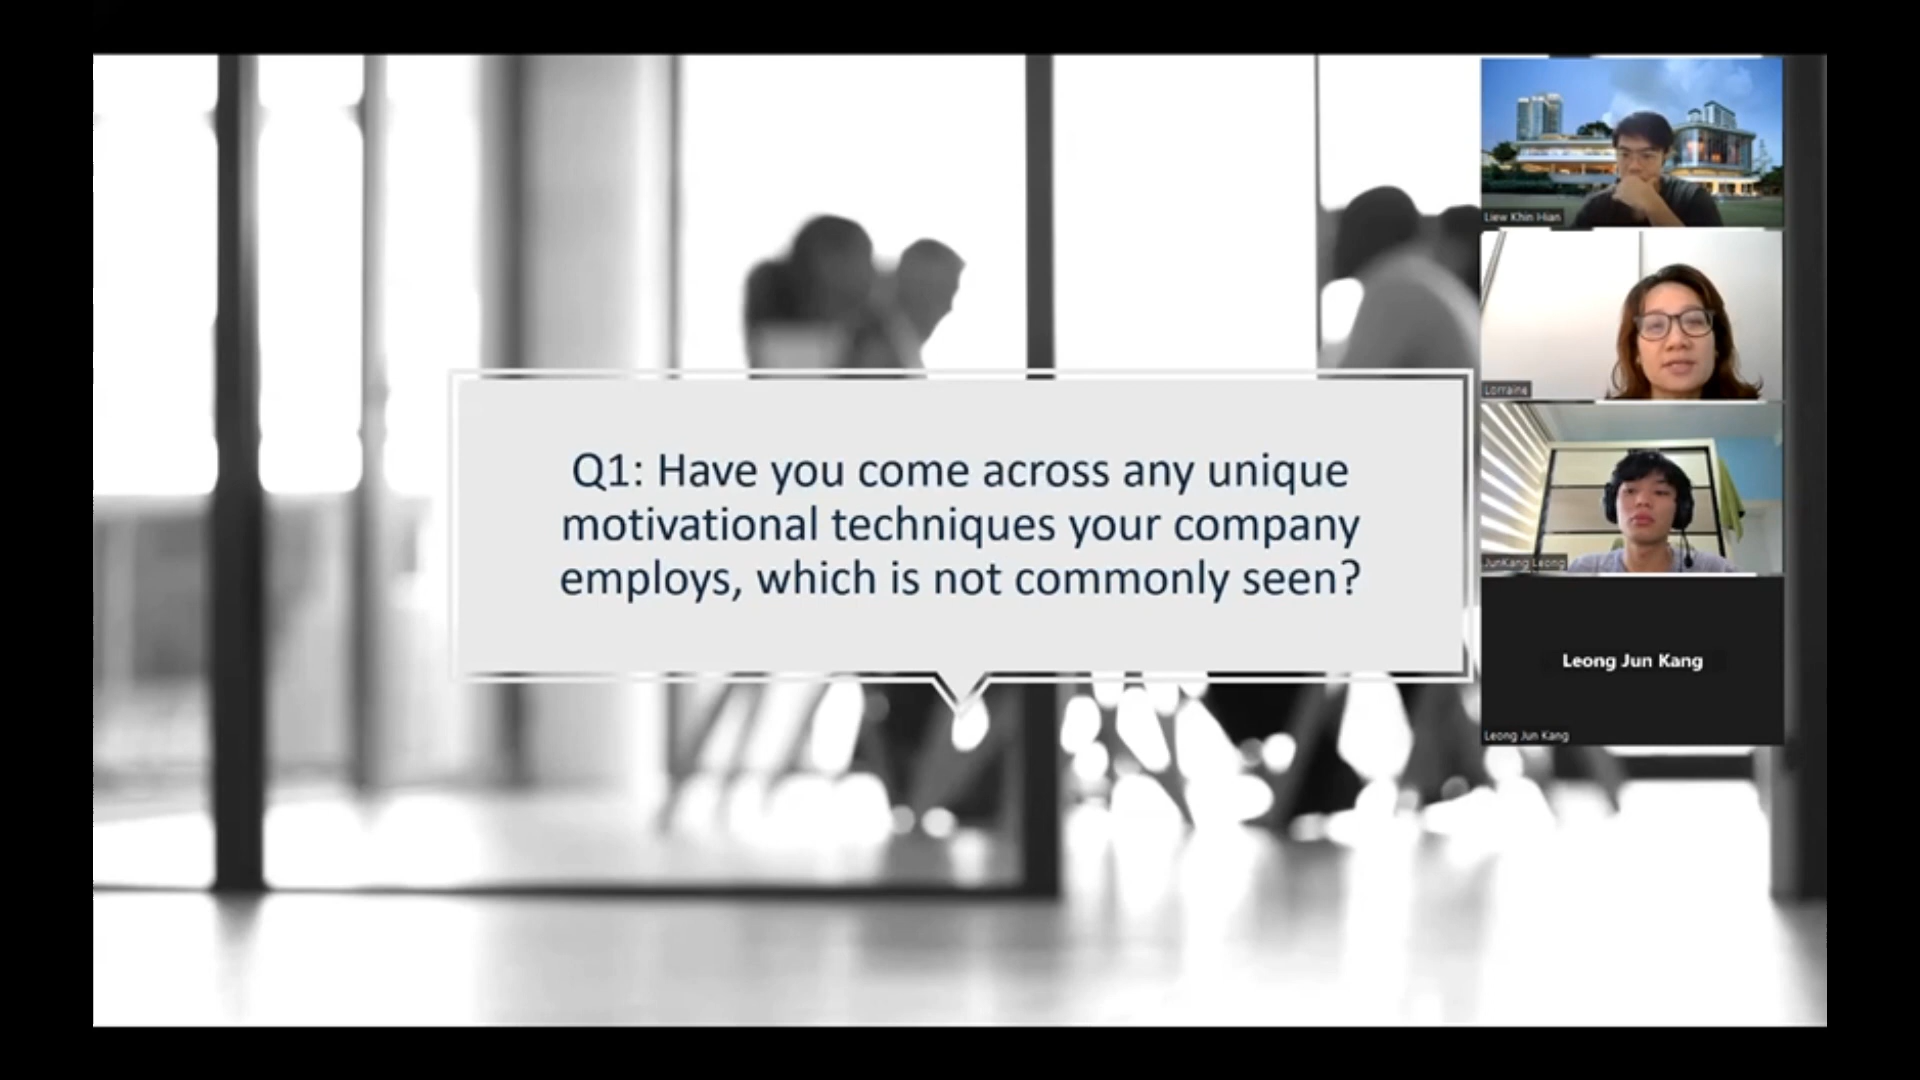 Q1: Have you come across any unique
motivational techniques your company
employs, which is not commonly seen?
Liew Khin Hian
Lorraine
JunKang Leong
Leong Jun Kang
Leong Jun Kang